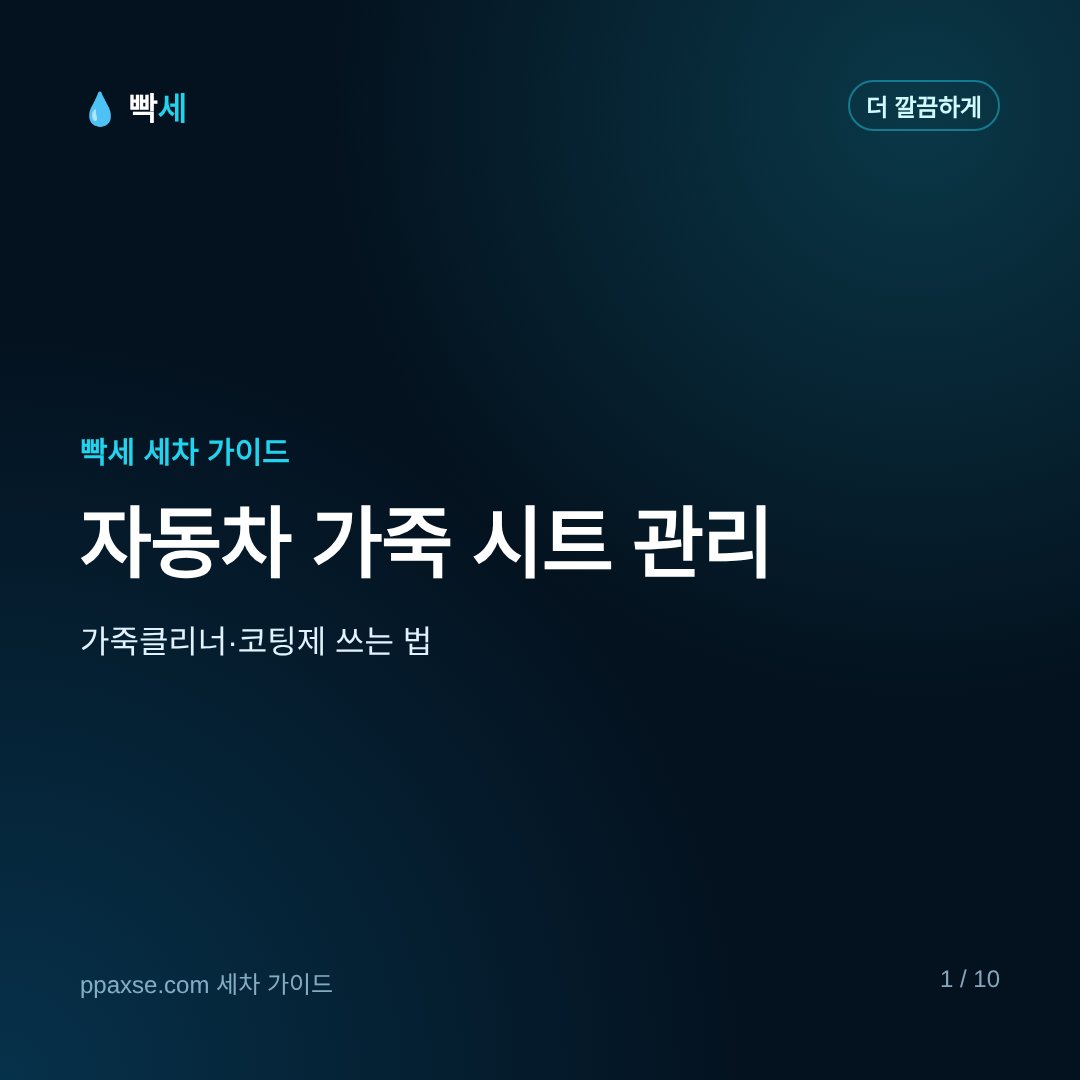 빡세
더 깔끔하게
빡세 세차 가이드
자동차 가죽 시트 관리
가죽클리너·코팅제 쓰는 법
ppaxse.com 세차 가이드
1 / 10